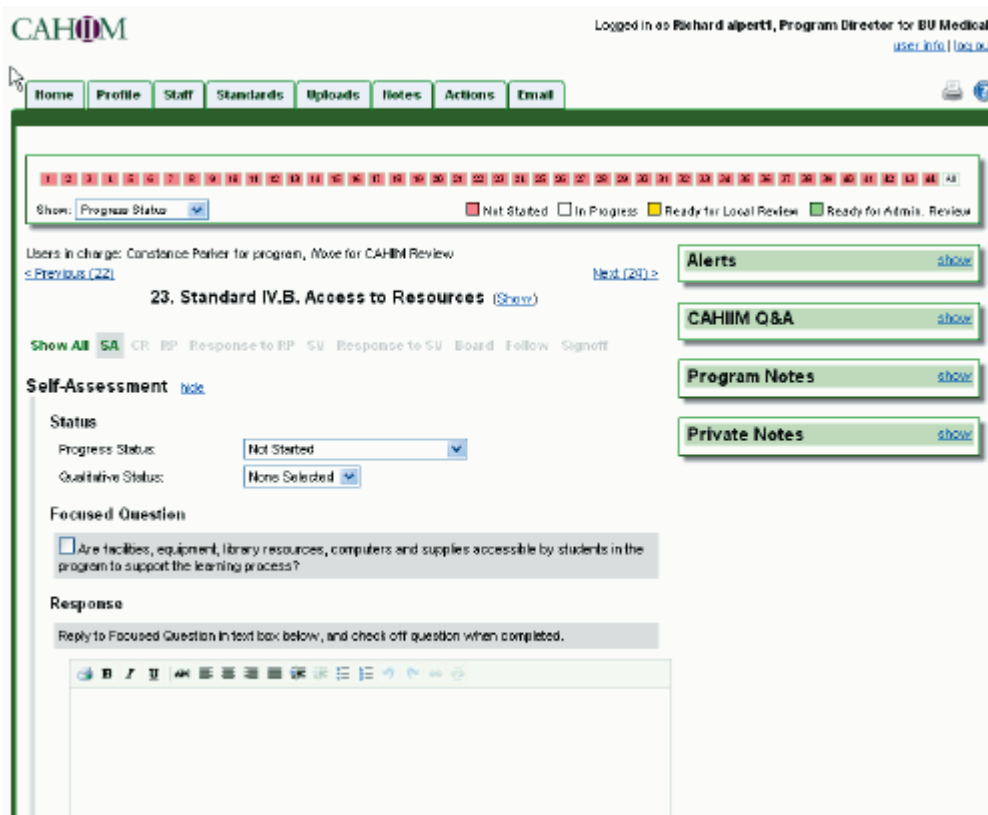 CAHIIM
Logged in as Richard alpert1, Program Director for BU Medical
user info | log ou
Home Profile Staff Standards Uploads Notes Actions Email
1 2 3 4 5 6 7 8 9 10 11 12 13 14 15 16 17 18 19 20 21 22 23 24 25 26 27 28 29 30 31 32 33 34 35 36 37 38 39 40 41 42 43 44 All
Show: Progress Status Not Started In Progress Ready for Local Review Ready for Admin. Review
Users in charge: Constance Parker for program, None for CAHIIM Review
< Previous (22) Next (24) >
23. Standard IV.B. Access to Resources (Show)
Show All SA CR RP Response to RP SV Response to SV Board Follow Signoff
Self-Assessment hide
Status
Progress Status: Not Started
Qualitative Status: None Selected
Focused Question
Are facilities, equipment, library resources, computers and supplies accessible by students in the
program to support the learning process?
Response
Reply to Focused Question in text box below, and check off question when completed.
B I U ABC
Alerts show
CAHIIM Q&A show
Program Notes show
Private Notes show